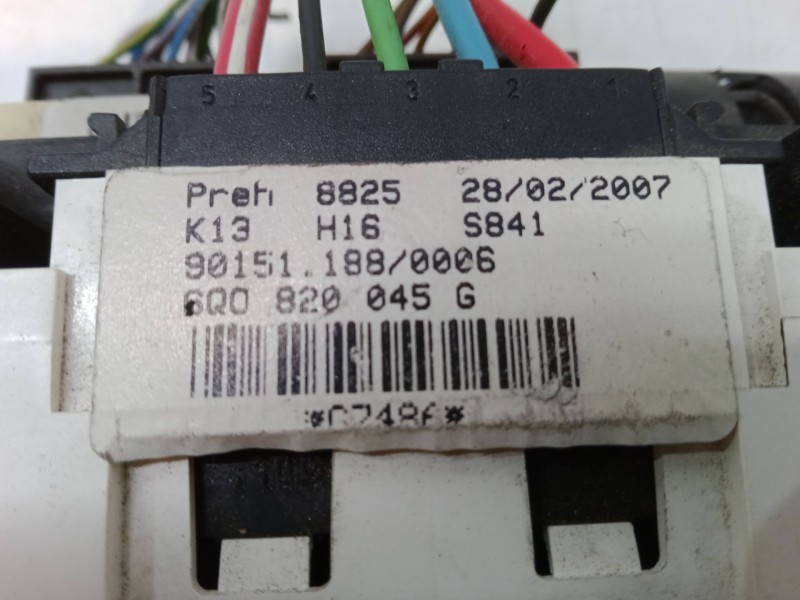 5 4 3 2 1
Preh 8825 28/02/2007
K13 H16 S841
90151.188/0006
6Q0 820 045 G